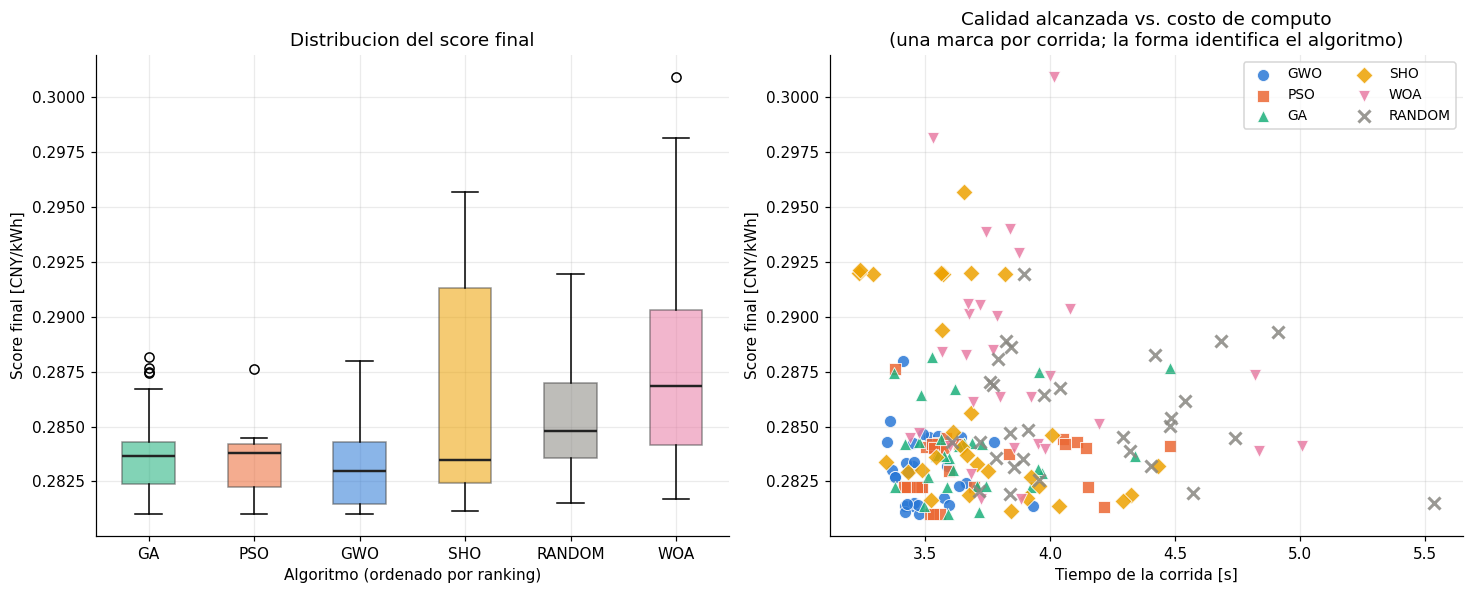 Distribucion del score final
Score final [CNY/kWh]
0.3000
0.2975
0.2950
0.2925
0.2900
0.2875
0.2850
0.2825
GA PSO GWO SHO RANDOM WOA
Algoritmo (ordenado por ranking)
Calidad alcanzada vs. costo de computo
(una marca por corrida; la forma identifica el algoritmo)
Score final [CNY/kWh]
0.3000
0.2975
0.2950
0.2925
0.2900
0.2875
0.2850
0.2825
GWO SHO
PSO WOA
GA RANDOM
3.5 4.0 4.5 5.0 5.5
Tiempo de la corrida [s]